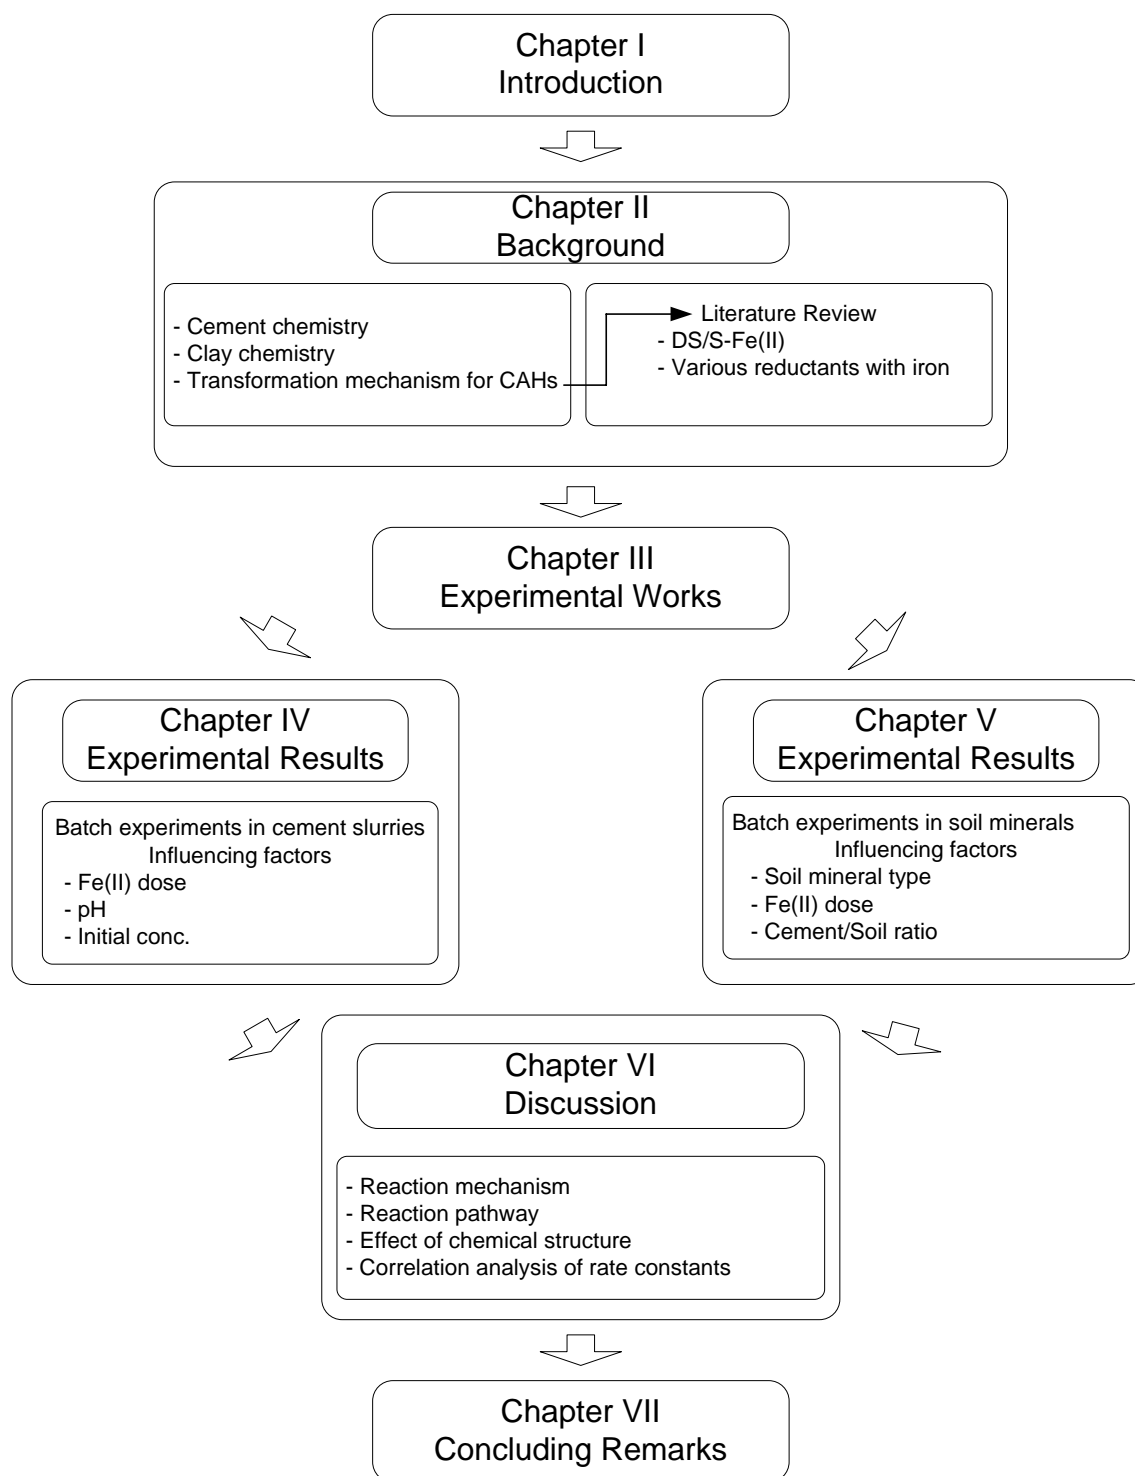 Chapter I
Introduction
Chapter II
Background
- Cement chemistry
- Clay chemistry
- Transformation mechanism for CAHs
Literature Review
- DS/S-Fe(II)
- Various reductants with iron
Chapter III
Experimental Works
Chapter IV
Experimental Results
Batch experiments in cement slurries
Influencing factors
- Fe(II) dose
- pH
- Initial conc.
Chapter V
Experimental Results
Batch experiments in soil minerals
Influencing factors
- Soil mineral type
- Fe(II) dose
- Cement/Soil ratio
Chapter VI
Discussion
- Reaction mechanism
- Reaction pathway
- Effect of chemical structure
- Correlation analysis of rate constants
Chapter VII
Concluding Remarks